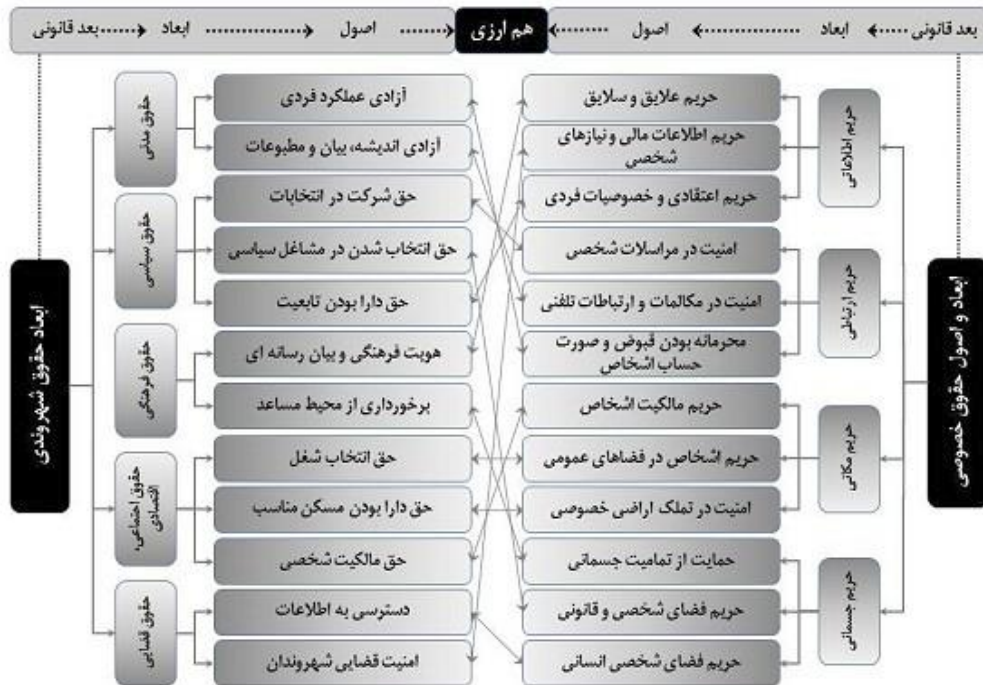 بعد قانونی
ابعاد
اصول
هم ارزی
اصول
ابعاد
بعد قانونی
ابعاد و اصول حقوق خصوصی
حریم اطلاعاتی
حریم علایق و سلایق
حریم اطلاعات مالی و نیازهای
شخصی
حریم اعتقادی و خصوصیات فردی
حریم ارتباطی
امنیت در مراسلات شخصی
امنیت در مکالمات و ارتباطات تلفنی
محرمانه بودن قبوض و صورت
حساب اشخاص
حریم مکانی
حریم مالکیت اشخاص
حریم اشخاص در فضاهای عمومی
امنیت در تملک اراضی خصوصی
حریم جسمانی
حمایت از تمامیت جسمانی
حریم فضای شخصی و قانونی
حریم فضای شخصی انسانی
آزادی عملکرد فردی
آزادی اندیشه، بیان و مطبوعات
حقوق مدنی
حق شرکت در انتخابات
حق انتخاب شدن در مشاغل سیاسی
حق دارا بودن تابعیت
حقوق سیاسی
هویت فرهنگی و بیان رسانه ای
برخورداری از محیط مساعد
حقوق فرهنگی
حق انتخاب شغل
حق دارا بودن مسکن مناسب
حق مالکیت شخصی
حقوق اجتماعی،
اقتصادی
دسترسی به اطلاعات
امنیت قضایی شهروندان
حقوق قضایی
ابعاد حقوق شهروندی